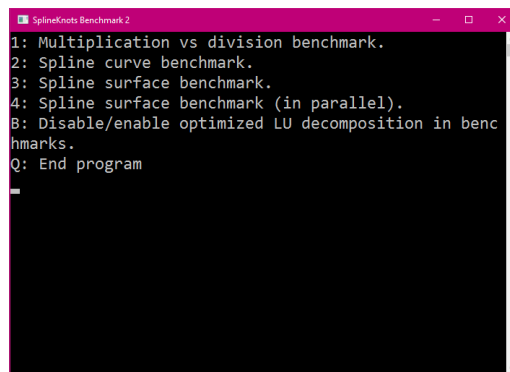 SplineKnots Benchmark 2
1: Multiplication vs division benchmark.
2: Spline curve benchmark.
3: Spline surface benchmark.
4: Spline surface benchmark (in parallel).
B: Disable/enable optimized LU decomposition in benc
hmarks.
Q: End program